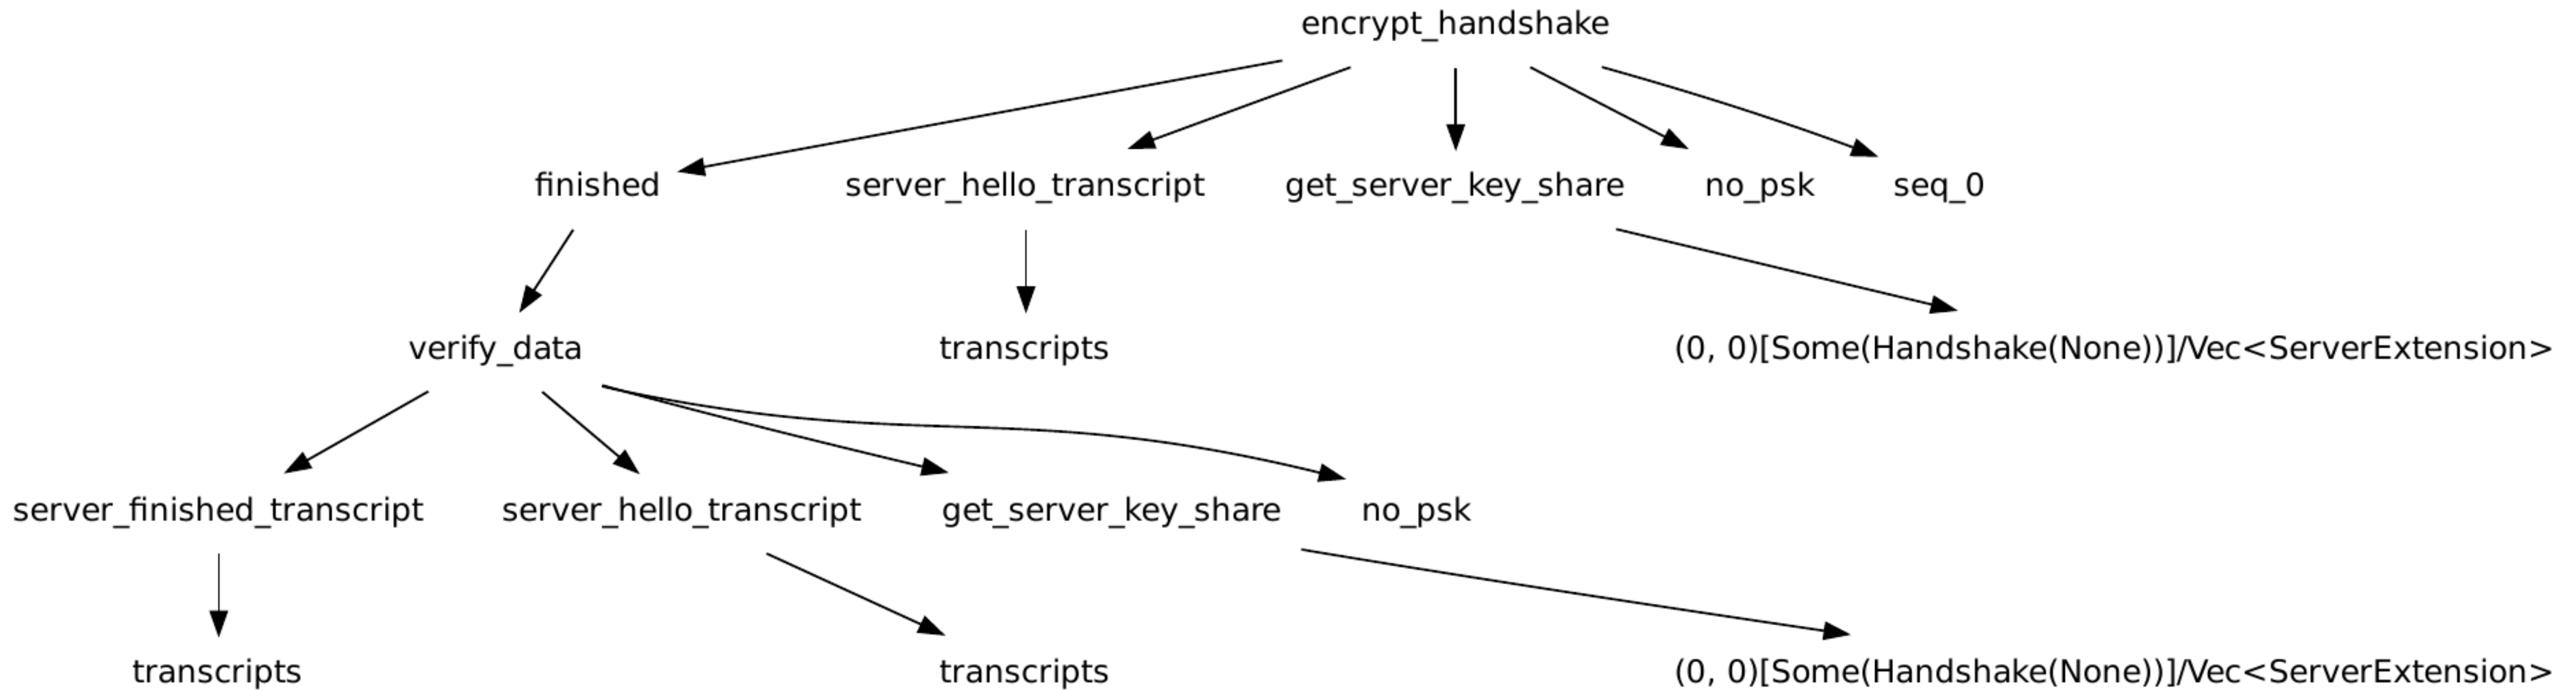 encrypt_handshake
finished
server_hello_transcript
get_server_key_share
no_psk
seq_0
verify_data
transcripts
(0, 0)[Some(Handshake(None))]/Vec<ServerExtension>
server_finished_transcript
server_hello_transcript
get_server_key_share
no_psk
transcripts
transcripts
(0, 0)[Some(Handshake(None))]/Vec<ServerExtension>